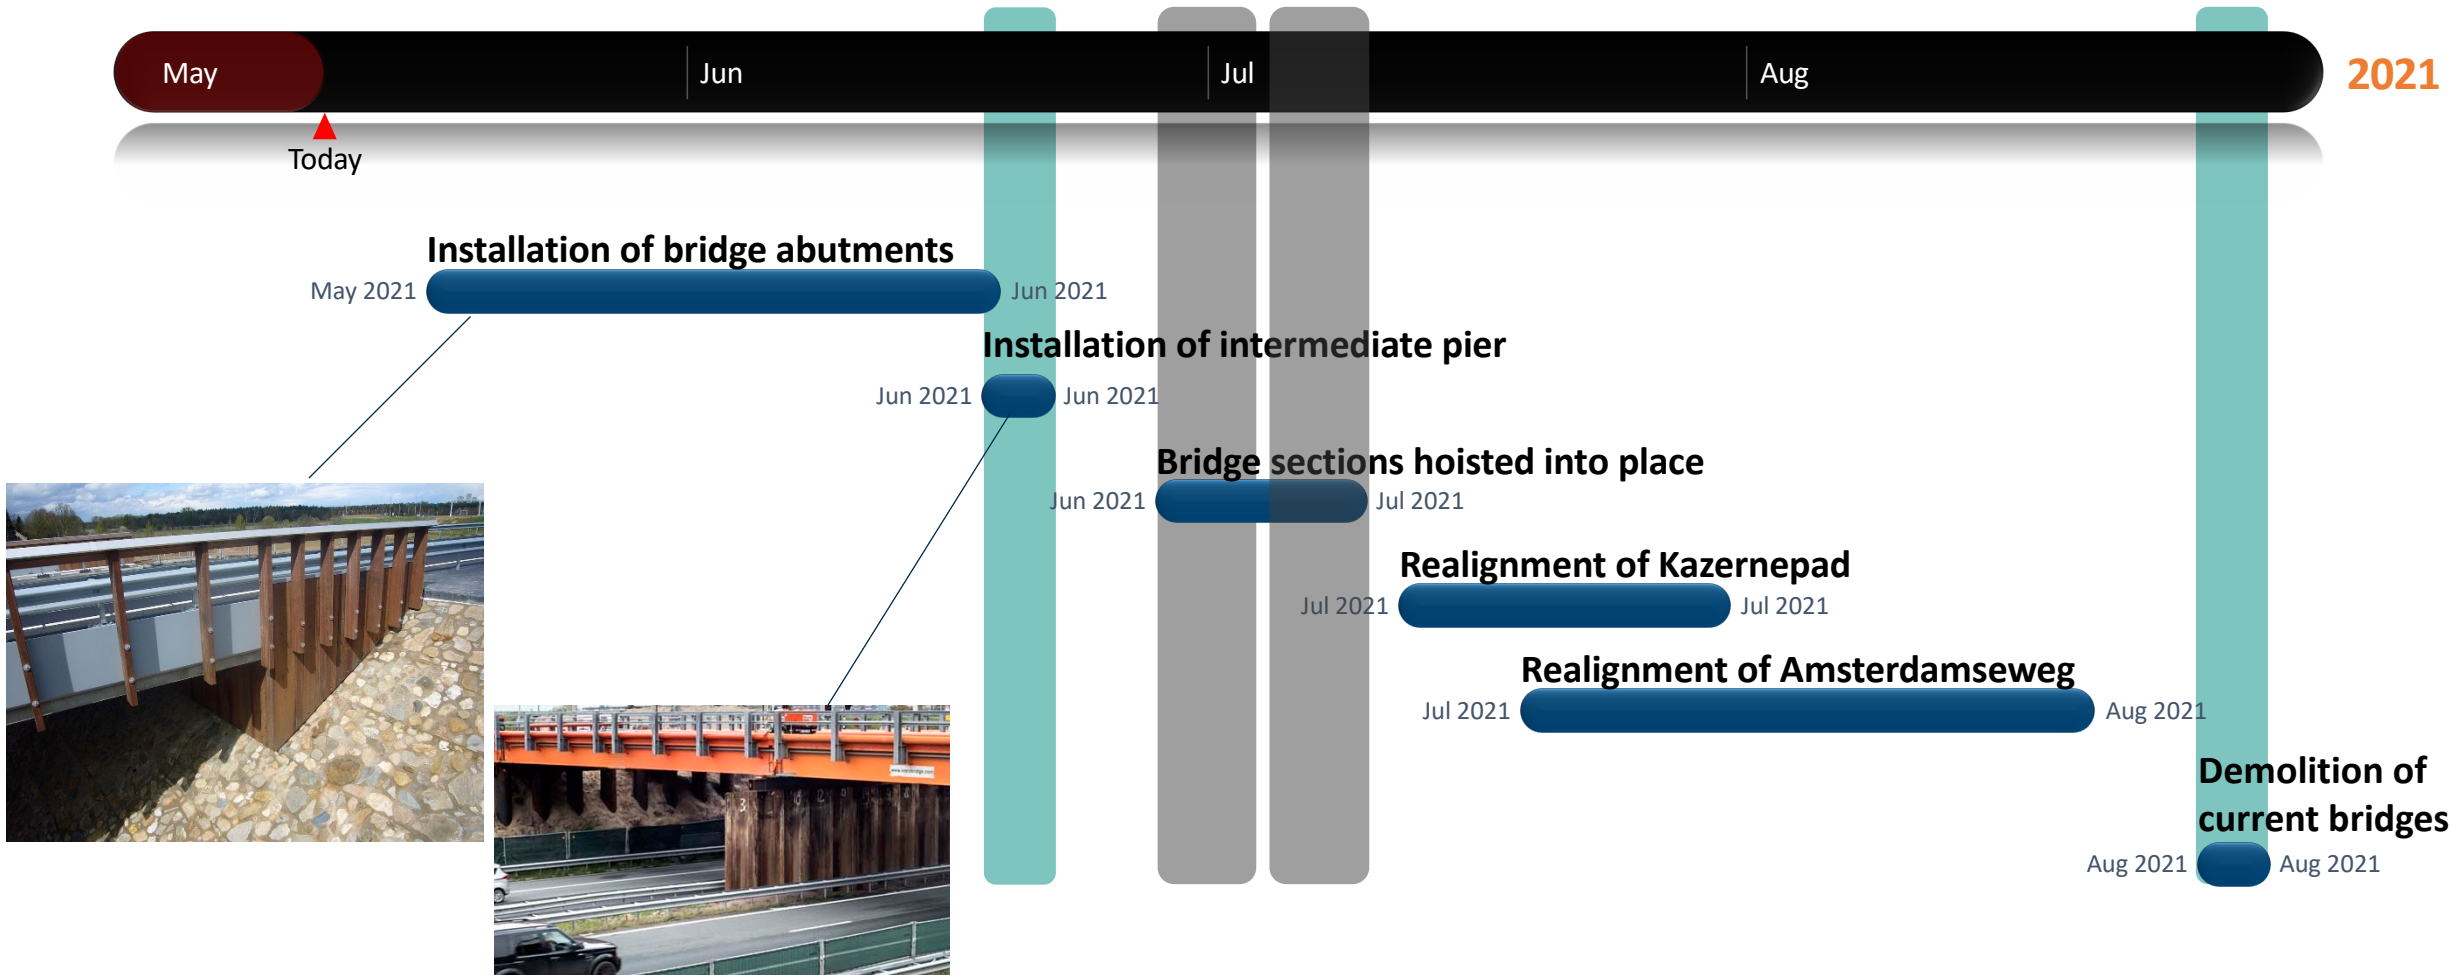 May
Jun
Jul
Aug
2021
Today
Installation of bridge abutments
May 2021
Jun 2021
Installation of intermediate pier
Jun 2021
Jun 2021
Bridge sections hoisted into place
Jun 2021
Jul 2021
Realignment of Kazernepad
Jul 2021
Jul 2021
Realignment of Amsterdamseweg
Jul 2021
Aug 2021
Demolition of
current bridges
Aug 2021
Aug 2021